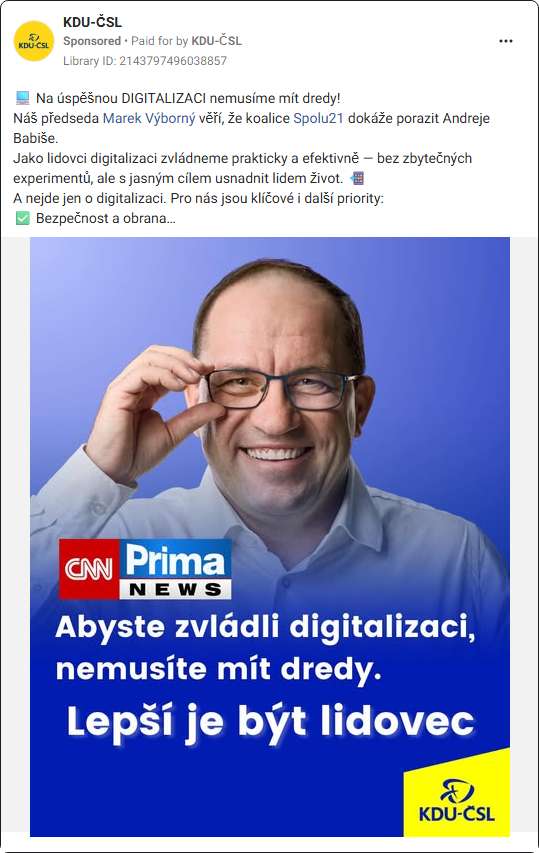 KDU-ČSL
Sponsored • Paid for by KDU-ČSL
Library ID: 2143797496038857
Na úspěšnou DIGITALIZACI nemusíme mít dredy!
Náš předseda Marek Výborný věří, že koalice Spolu21 dokáže porazit Andreje
Babiše.
Jako lidovci digitalizaci zvládneme prakticky a efektivně — bez zbytečných
experimentů, ale s jasným cílem usnadnit lidem život.
A nejde jen o digitalizaci. Pro nás jsou klíčové i další priority:
✅ Bezpečnost a obrana…
CNN Prima
NEWS
Abyste zvládli digitalizaci,
nemusíte mít dredy.
Lepší je být lidovec
KDU-ČSL